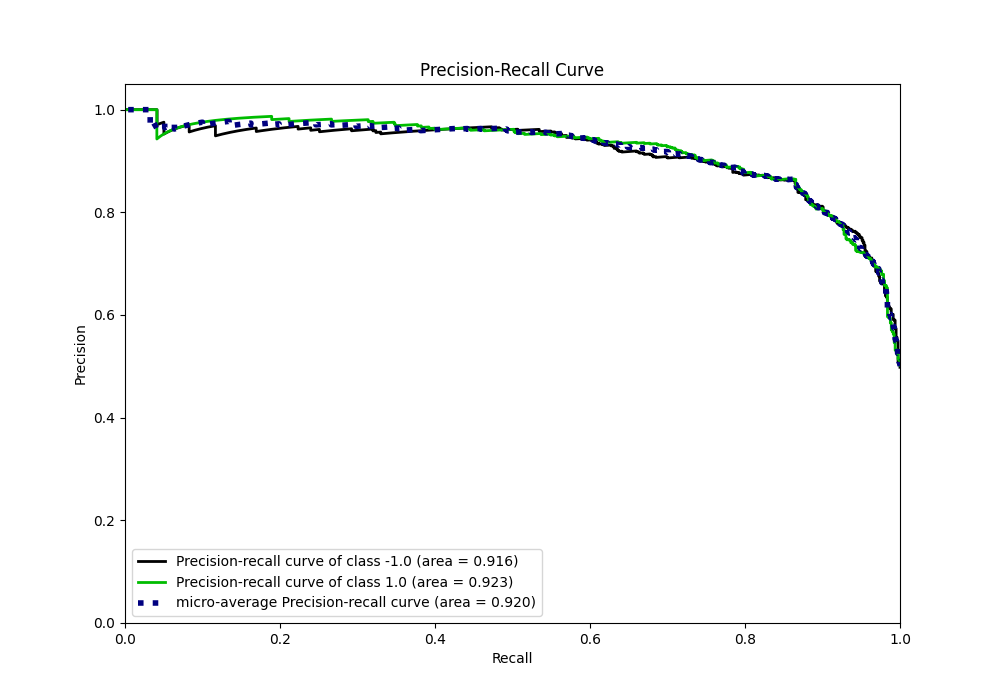 Precision-Recall Curve
1.0
0.8
0.6
0.4
0.2
0.0
Precision
Precision-recall curve of class -1.0 (area = 0.916)
Precision-recall curve of class 1.0 (area = 0.923)
micro-average Precision-recall curve (area = 0.920)
0.0 0.2 0.4 0.6 0.8 1.0
Recall